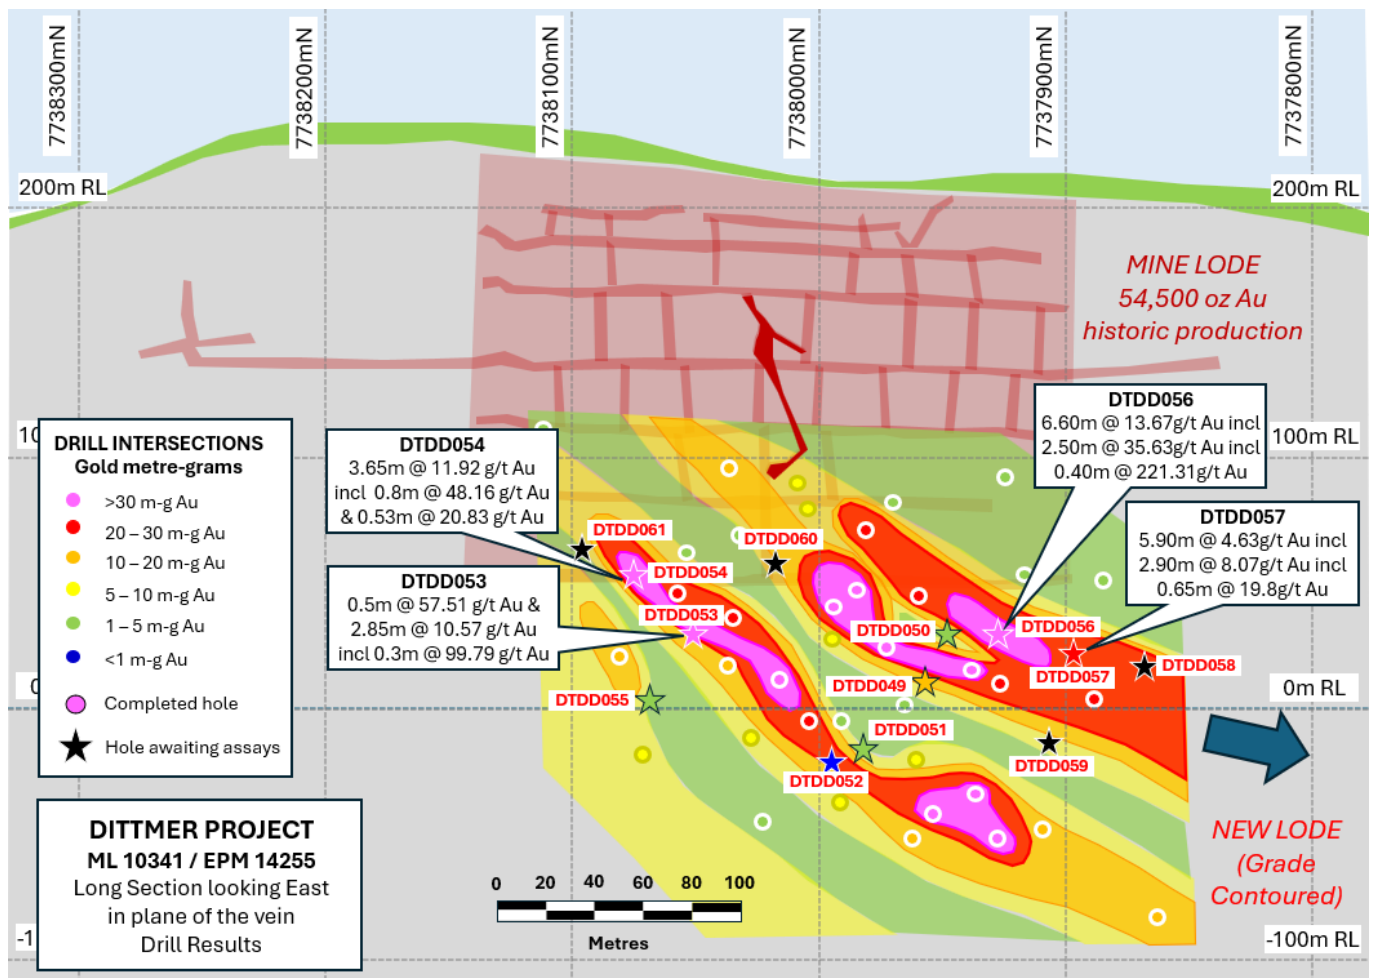 7738300mN
7738200mN
7738100mN
7738000mN
7737900mN
7737800mN
200m RL
200m RL
MINE LODE
54,500 oz Au
historic production
10
100m RL
DRILL INTERSECTIONS
Gold metre-grams
>30 m-g Au
20 – 30 m-g Au
10 – 20 m-g Au
5 – 10 m-g Au
1 – 5 m-g Au
<1 m-g Au
Completed hole
Hole awaiting assays
DTDD054
3.65m @ 11.92 g/t Au
incl 0.8m @ 48.16 g/t Au
& 0.53m @ 20.83 g/t Au
DTDD053
0.5m @ 57.51 g/t Au &
2.85m @ 10.57 g/t Au
incl 0.3m @ 99.79 g/t Au
DTDD056
6.60m @ 13.67g/t Au incl
2.50m @ 35.63g/t Au incl
0.40m @ 221.31g/t Au
DTDD057
5.90m @ 4.63g/t Au incl
2.90m @ 8.07g/t Au incl
0.65m @ 19.8g/t Au
DTDD061
DTDD060
DTDD054
DTDD053
DTDD050
DTDD056
DTDD058
DTDD057
DTDD049
DTDD055
DTDD051
DTDD059
DTDD052
0
0m RL
DITTMER PROJECT
ML 10341 / EPM 14255
Long Section looking East
in plane of the vein
Drill Results
0 20 40 60 80 100
Metres
NEW LODE
(Grade
Contoured)
-1
-100m RL